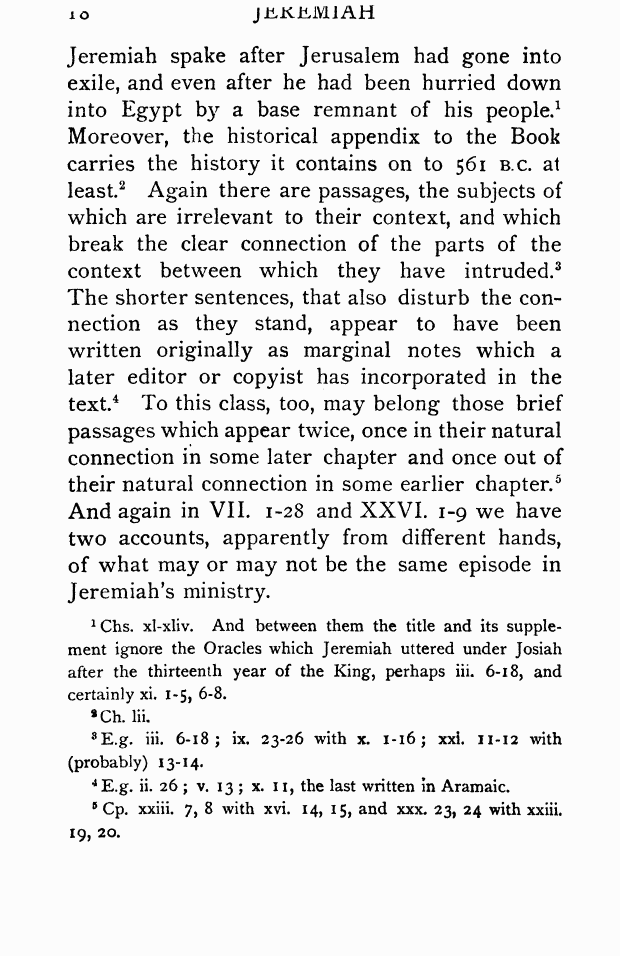 10 JEREMIAH
Jeremiah spake after Jerusalem had gone into
exile, and even after he had been hurried down
into Egypt by a base remnant of his people.¹
Moreover, the historical appendix to the Book
carries the history it contains on to 561 B.C. at
least.² Again there are passages, the subjects of
which are irrelevant to their context, and which
break the clear connection of the parts of the
context between which they have intruded.³
The shorter sentences, that also disturb the con-
nection as they stand, appear to have been
written originally as marginal notes which a
later editor or copyist has incorporated in the
text.⁴ To this class, too, may belong those brief
passages which appear twice, once in their natural
connection in some later chapter and once out of
their natural connection in some earlier chapter.⁵
And again in VII. 1-28 and XXVI. 1-9 we have
two accounts, apparently from different hands,
of what may or may not be the same episode in
Jeremiah's ministry.
¹ Chs. xl-xliv. And between them the title and its supple-
ment ignore the Oracles which Jeremiah uttered under Josiah
after the thirteenth year of the King, perhaps iii. 6-18, and
certainly xi. 1-5, 6-8.
² Ch. lii.
³ E.g. iii. 6-18 ; ix. 23-26 with x. 1-16 ; xxi. 11-12 with
(probably) 13-14.
⁴ E.g. ii. 26 ; v. 13 ; x. 11, the last written in Aramaic.
⁵ Cp. xxiii. 7, 8 with xvi. 14, 15, and xxx. 23, 24 with xxiii.
19, 20.